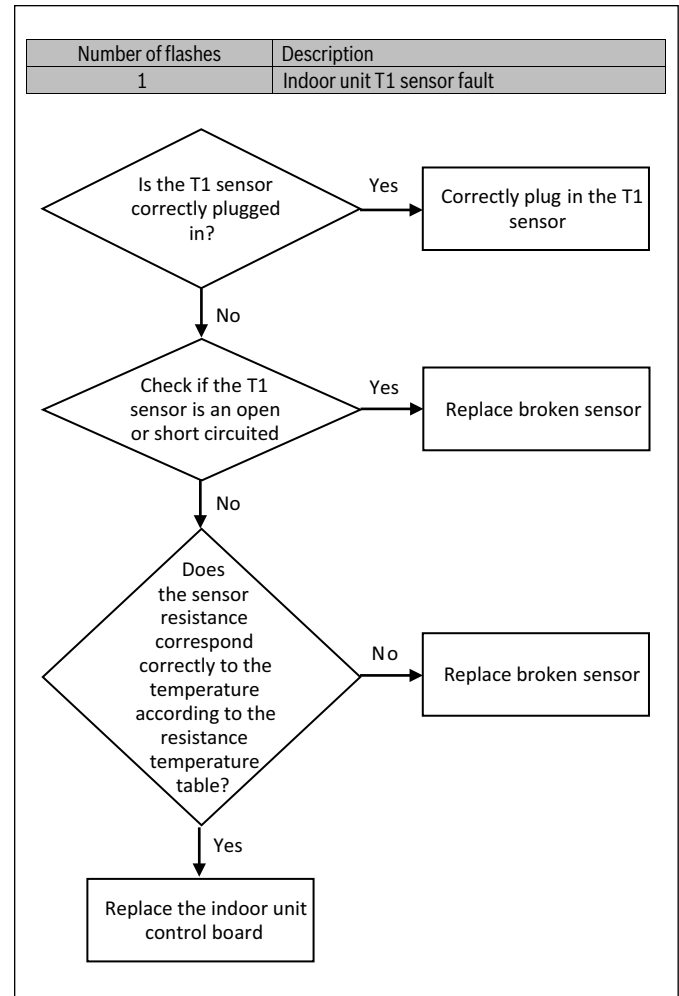 Number of flashes Description
1 Indoor unit T1 sensor fault
Is the T1 sensor
correctly plugged
in?
Yes
Correctly plug in the T1
sensor
No
Check if the T1
sensor is an open
or short circuited
Yes
Replace broken sensor
No
Does
the sensor
resistance
correspond
correctly to the
temperature
according to the
resistance
temperature
table?
No
Replace broken sensor
Yes
Replace the indoor unit
control board